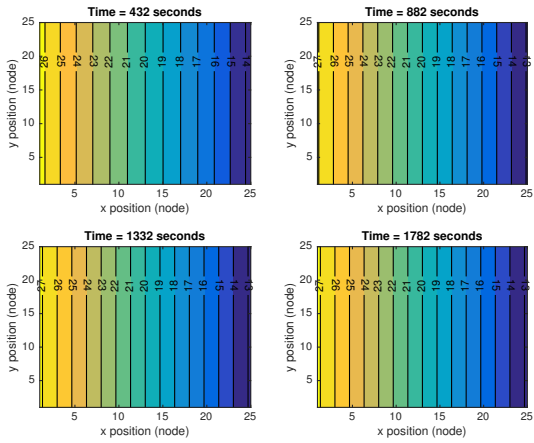 Time = 432 seconds
25
20
15
10
5
y position (node)
26 25 24 23 22 21 20 19 18 17 16 15 14
5 10 15 20 25
x position (node)
Time = 882 seconds
25
20
15
10
5
y position (node)
27 26 25 24 23 22 21 20 19 18 17 16 15 14 13
5 10 15 20 25
x position (node)
Time = 1332 seconds
25
20
15
10
5
y position (node)
27 26 25 24 23 22 21 20 19 18 17 16 15 14 13
5 10 15 20 25
x position (node)
Time = 1782 seconds
25
20
15
10
5
y position (node)
27 26 25 24 23 22 21 20 19 18 17 16 15 14 13
5 10 15 20 25
x position (node)